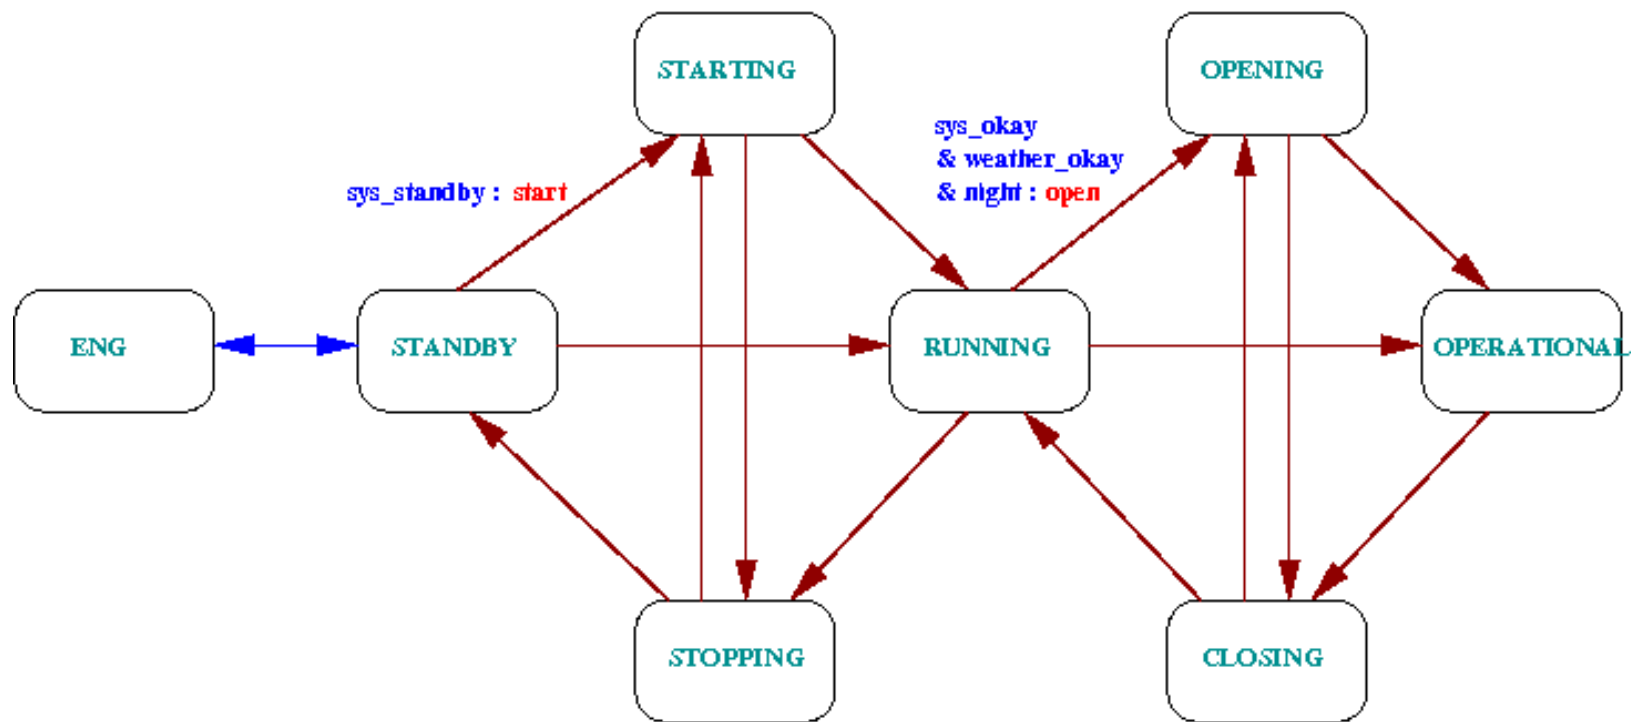 STARTING
OPENING
sys_okay
& weather_okay
& night : open
sys_standby : start
ENG
STANDBY
RUNNING
OPERATIONAL
STOPPING
CLOSING